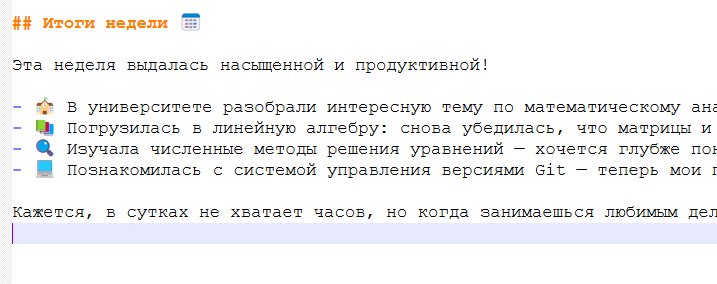 ## Итоги недели 📅
Эта неделя выдалась насыщенной и продуктивной!
- 🏫 В университете разобрали интересную тему по математическому
- 📚 Погрузилась в линейную алгебру: снова убедилась, что матрицы и
- 🔍 Изучала численные методы решения уравнений — хочется глубже
- 💻 Познакомилась с системой управления версиями Git — теперь мои
Кажется, в сутках не хватает часов, но когда занимаешься любимым